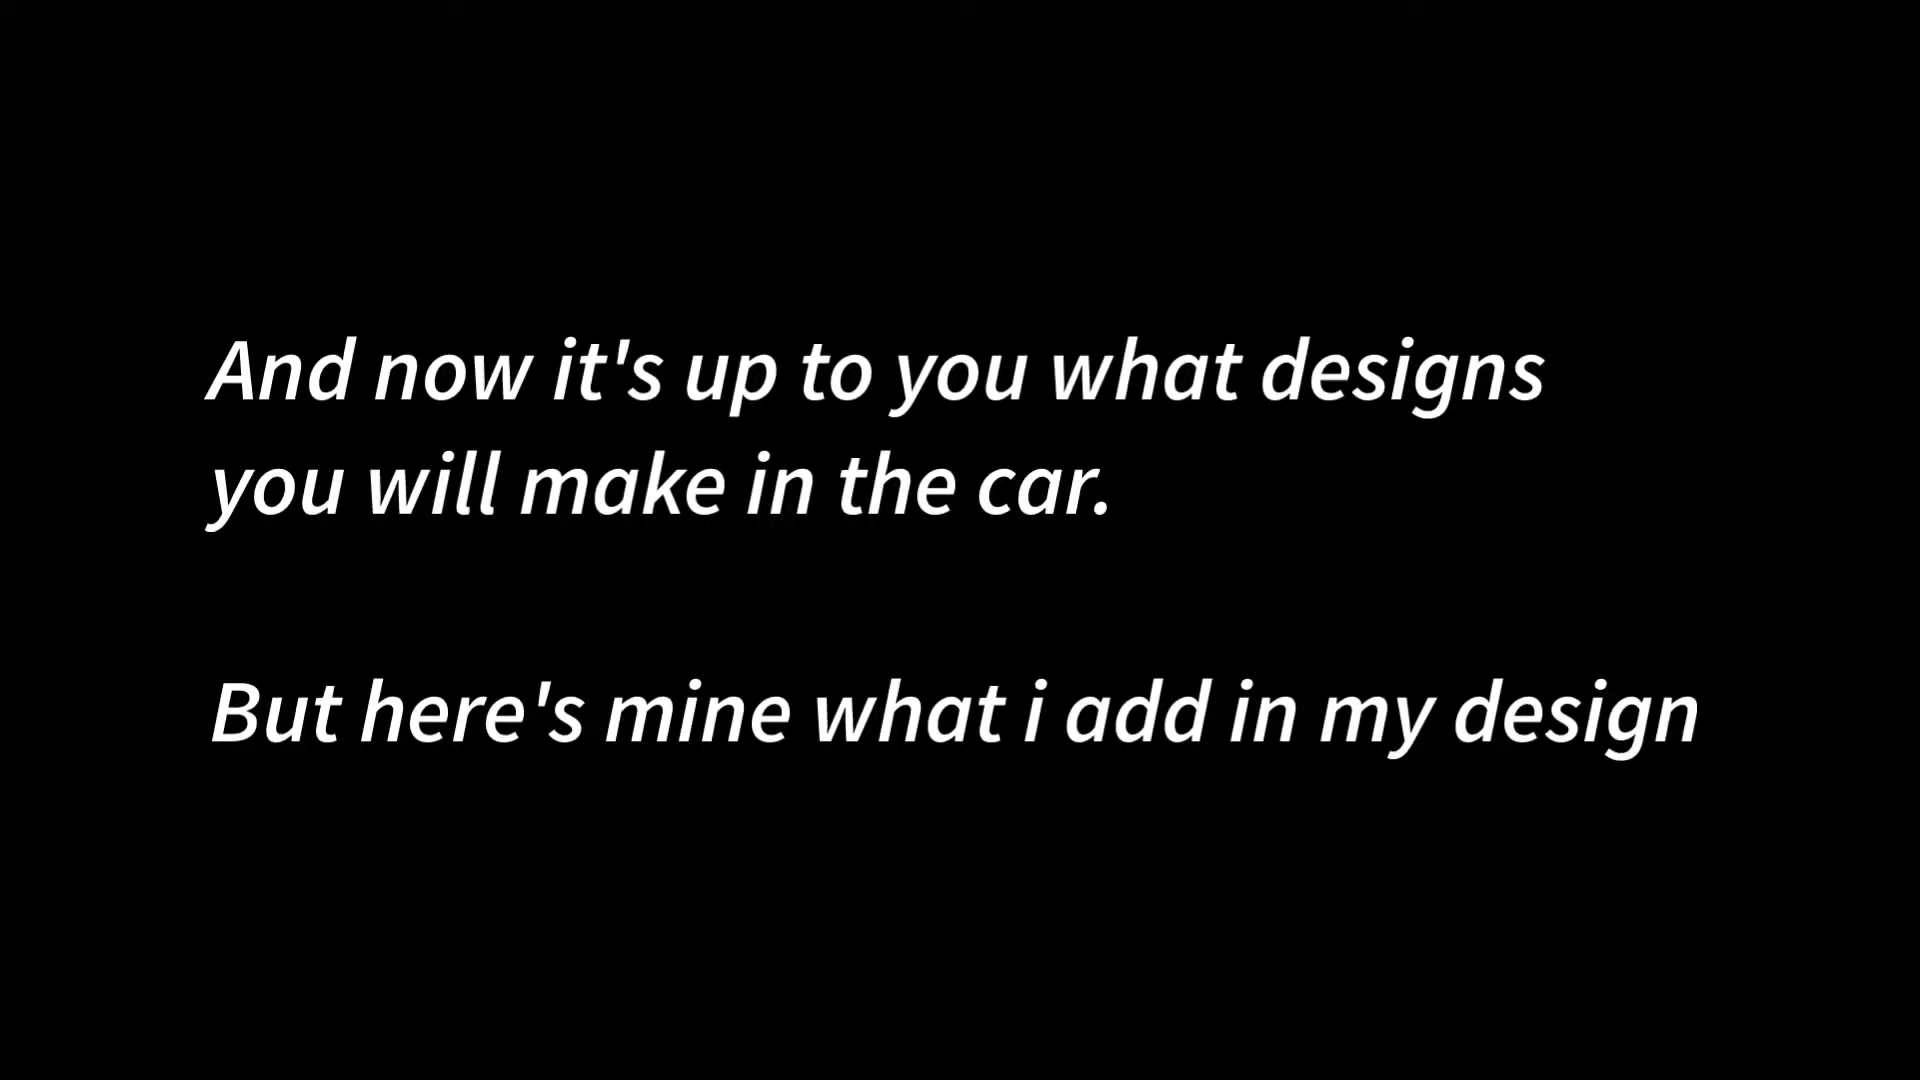 And now it's up to you what designs
you will make in the car.
But here's mine what i add in my design